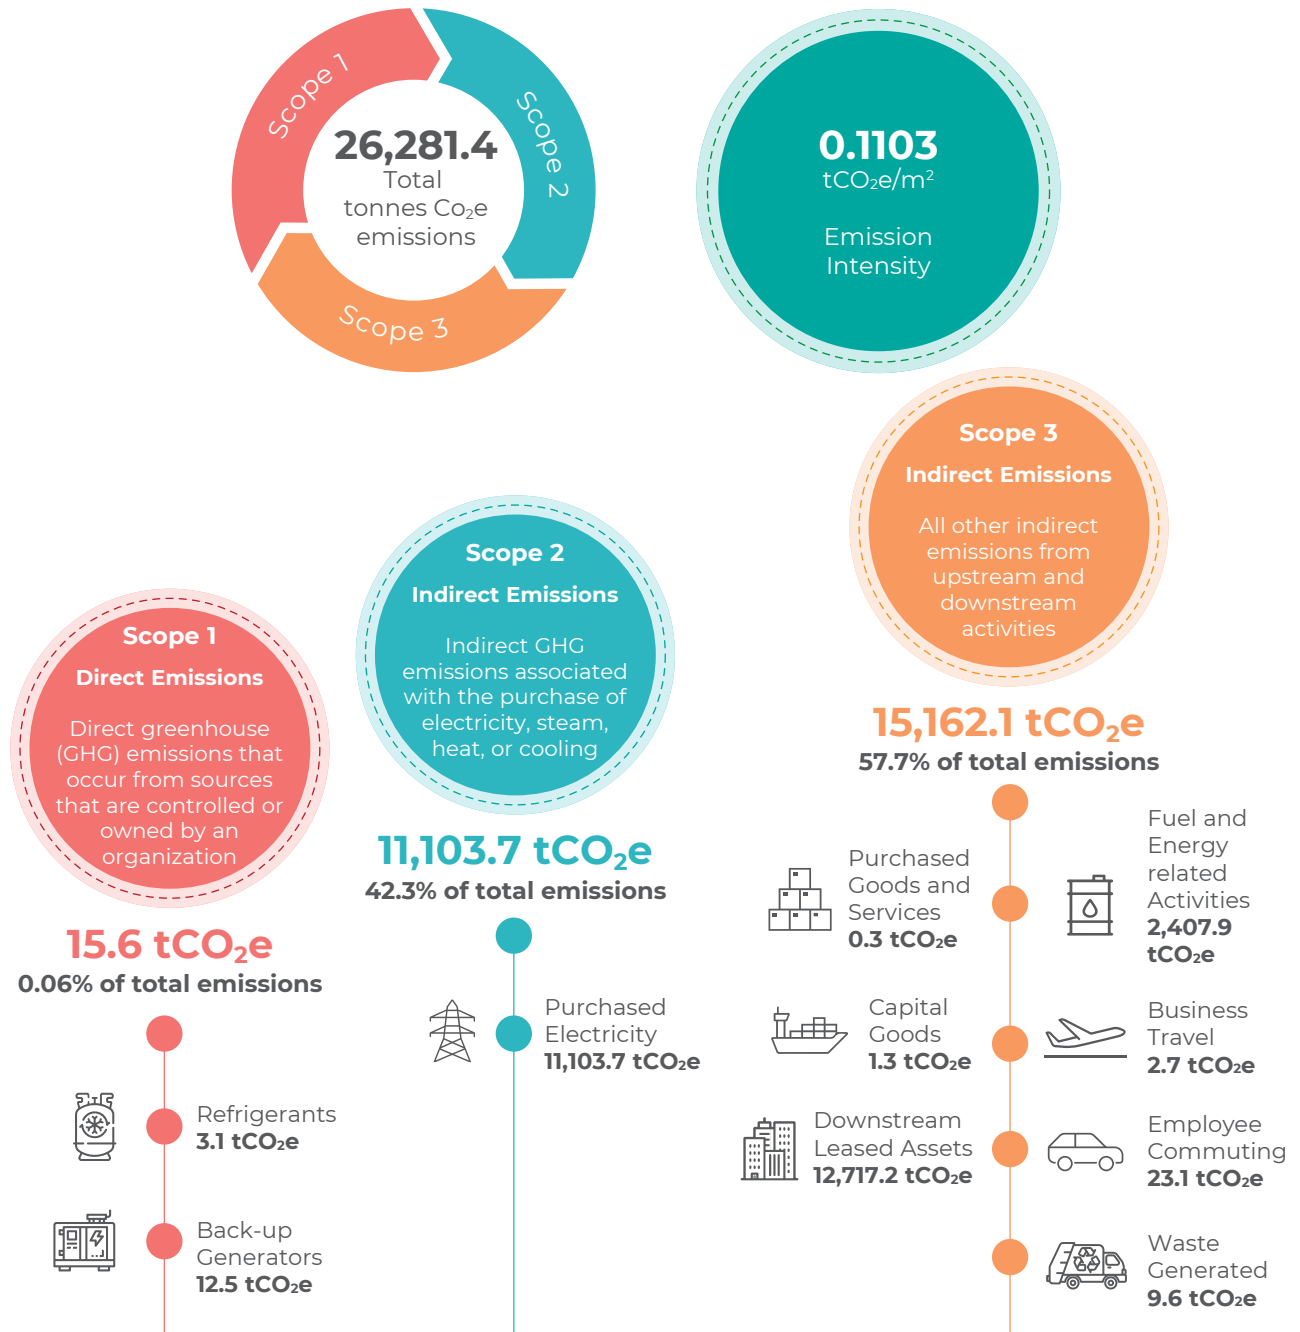 Scope 1
Scope 2
Scope 3
26,281.4
Total
tonnes Co₂e
emissions
0.1103
tCO₂e/m²
Emission
Intensity
Scope 1
Direct Emissions
Direct greenhouse
(GHG) emissions that
occur from sources
that are controlled or
owned by an
organization
15.6 tCO₂e
0.06% of total emissions
Refrigerants
3.1 tCO₂e
Back-up
Generators
12.5 tCO₂e
Scope 2
Indirect Emissions
Indirect GHG
emissions associated
with the purchase of
electricity, steam,
heat, or cooling
11,103.7 tCO₂e
42.3% of total emissions
Purchased
Electricity
11,103.7 tCO₂e
Scope 3
Indirect Emissions
All other indirect
emissions from
upstream and
downstream
activities
15,162.1 tCO₂e
57.7% of total emissions
Purchased
Goods and
Services
0.3 tCO₂e
Fuel and
Energy
related
Activities
2,407.9
tCO₂e
Capital
Goods
1.3 tCO₂e
Business
Travel
2.7 tCO₂e
Downstream
Leased Assets
12,717.2 tCO₂e
Employee
Commuting
23.1 tCO₂e
Waste
Generated
9.6 tCO₂e